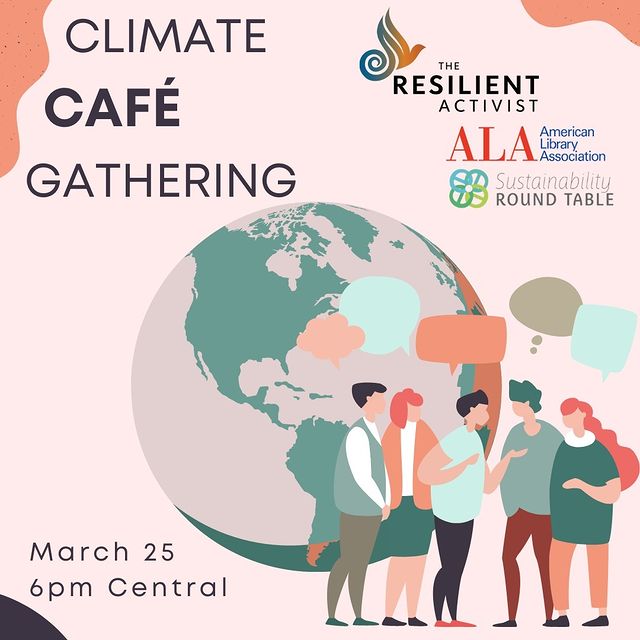 CLIMATE
CAFÉ
GATHERING
THE
RESILIENT
ACTIVIST
ALA American
Library
Association
Sustainability
ROUND TABLE
March 25
6pm Central